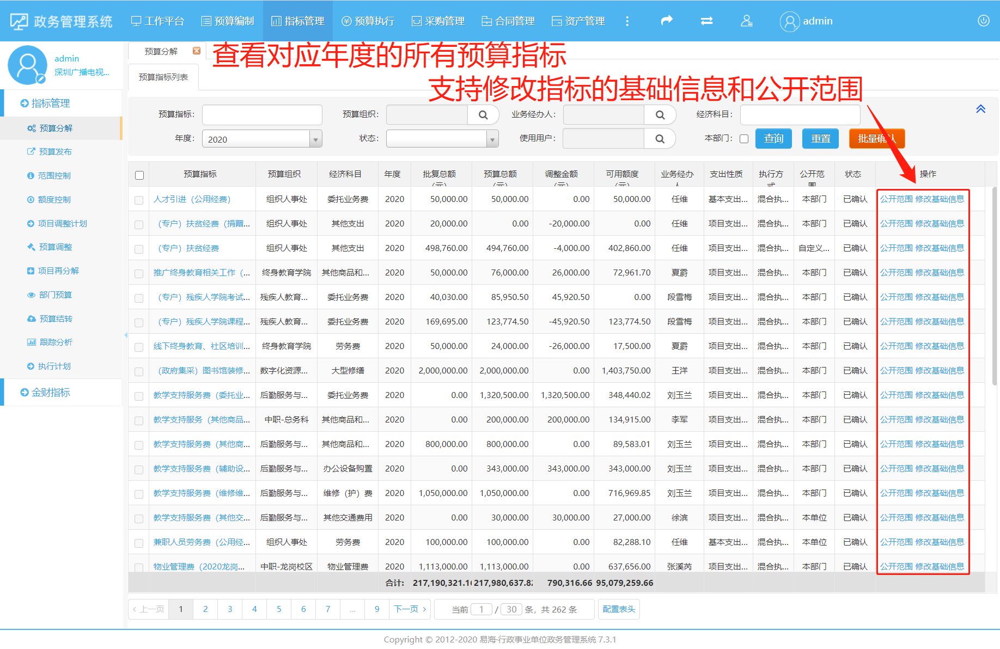 政务管理系统 工作平台 预算编制 指标管理 预算执行 采购管理 合同管理 资产管理 admin
admin
深圳广播电视...
预算分解
查看对应年度的所有预算指标
预算指标列表
支持修改指标的基础信息和公开范围
指标管理
预算分解
预算发布
范围控制
额度控制
项目调整计划
预算调整
项目再分解
部门预算
预算结转
跟踪分析
执行计划
金财指标
预算指标： 预算组织： 业务经办人： 经济科目：
年度： 2020 状态： 使用用户： 本部门： 查询 重置 批量确认
预算指标 预算组织 经济科目 年度 批复总额（元） 预算总额（元） 调整金额（元） 可用额度（元） 业务经办人 支出性质 执行方式 公开范围 状态 操作
人才引进（公用经费） 组织人事处 委托业务费 2020 50,000.00 50,000.00 0.00 50,000.00 任维 基本支出... 混合执... 本部门 已确认 公开范围 修改基础信息
（专户）扶贫经费（捐赠... 组织人事处 其他支出 2020 20,000.00 0.00 -20,000.00 0.00 任维 项目支出... 混合执... 本部门 已确认 公开范围 修改基础信息
（专户）扶贫经费 组织人事处 其他支出 2020 498,760.00 494,760.00 -4,000.00 402,860.00 任维 项目支出... 混合执... 自定义... 已确认 公开范围 修改基础信息
推广终身教育相关工作（... 终身教育学院 其他商品和... 2020 50,000.00 76,000.00 26,000.00 72,961.70 夏爵 项目支出... 混合执... 本部门 已确认 公开范围 修改基础信息
（专户）残疾人学院考试... 残疾人教育... 委托业务费 2020 40,030.00 85,950.50 45,920.50 0.00 段雪梅 项目支出... 混合执... 本部门 已确认 公开范围 修改基础信息
（专户）残疾人学院课程... 残疾人教育... 委托业务费 2020 169,695.00 123,774.50 -45,920.50 123,774.50 段雪梅 项目支出... 混合执... 本部门 已确认 公开范围 修改基础信息
线下终身教育、社区培训... 终身教育学院 劳务费 2020 50,000.00 24,000.00 -26,000.00 17,500.00 夏爵 项目支出... 混合执... 本部门 已确认 公开范围 修改基础信息
（政府集采）图书馆装修... 数字化资源... 大型修缮 2020 2,000,000.00 2,000,000.00 0.00 1,403,750.00 王洋 项目支出... 混合执... 本部门 已确认 公开范围 修改基础信息
教学支持服务费（委托业... 后勤服务与... 委托业务费 2020 0.00 1,320,500.00 1,320,500.00 348,440.02 刘玉兰 项目支出... 混合执... 本部门 已确认 公开范围 修改基础信息
教学支持服务（其他商品... 中职-总务科 其他商品和... 2020 0.00 200,000.00 200,000.00 134,915.00 李军 项目支出... 混合执... 本部门 已确认 公开范围 修改基础信息
教学支持服务费（其他商... 后勤服务与... 其他商品和... 2020 800,000.00 800,000.00 0.00 89,583.01 刘玉兰 项目支出... 混合执... 本部门 已确认 公开范围 修改基础信息
教学支持服务费（辅助设... 后勤服务与... 办公设备购置 2020 0.00 343,000.00 343,000.00 343,000.00 刘玉兰 项目支出... 混合执... 本部门 已确认 公开范围 修改基础信息
教学支持服务费（维修维... 后勤服务与... 维修（护）费 2020 1,050,000.00 1,050,000.00 0.00 716,969.85 刘玉兰 项目支出... 混合执... 本部门 已确认 公开范围 修改基础信息
教学支持服务费（其他交... 后勤服务与... 其他交通费用 2020 0.00 30,000.00 30,000.00 27,000.00 徐滨 项目支出... 混合执... 本单位 已确认 公开范围 修改基础信息
兼职人员劳务费（公用经... 组织人事处 劳务费 2020 100,000.00 100,000.00 0.00 82,288.10 任维 基本支出... 混合执... 本单位 已确认 公开范围 修改基础信息
物业管理费（2020龙岗... 中职-龙岗校区 物业管理费 2020 1,113,000.00 1,113,000.00 0.00 637,656.00 张溪芮 项目支出... 混合执... 本部门 已确认 公开范围 修改基础信息
合计: 217,190,321.16 217,980,637.82 790,316.66 95,079,259.66
‹ 上一页 1 2 3 4 5 6 7 ... 9 下一页 › 当前 1 / 30 条，共 262 条 配置表头
Copyright © 2012-2020 易海·行政事业单位政务管理系统 7.3.1